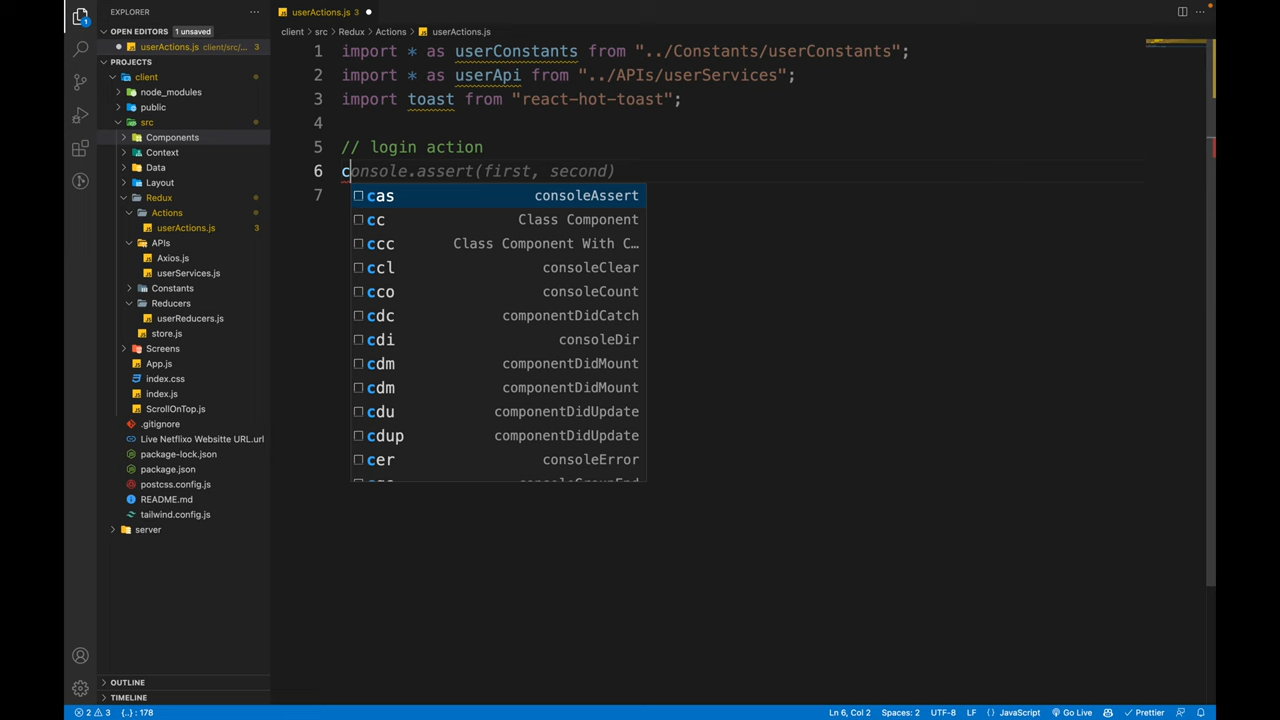 EXPLORER
OPEN EDITORS 1 unsaved
userActions.js client/src/... 3
PROJECTS
client
node_modules
public
src
Components
Context
Data
Layout
Redux
Actions
userActions.js 3
APIs
Axios.js
userServices.js
Constants
Reducers
userReducers.js
store.js
Screens
App.js
index.css
index.js
ScrollOnTop.js
.gitignore
Live Netflixo Websitte URL.url
package-lock.json
package.json
postcss.config.js
README.md
tailwind.config.js
server
OUTLINE
TIMELINE
userActions.js 3
client > src > Redux > Actions > userActions.js
1 import * as userConstants from "../Constants/userConstants";
2 import * as userApi from "../APIs/userServices";
3 import toast from "react-hot-toast";
4
5 // login action
6 console.assert(first, second)
7
cas consoleAssert
cc Class Component
ccc Class Component With C…
ccl consoleClear
cco consoleCount
cdc componentDidCatch
cdi consoleDir
cdm componentDidMount
cdm componentDidMount
cdu componentDidUpdate
cdup componentDidUpdate
cer consoleError
1
2 3 {..} : 178 Ln 6, Col 2 Spaces: 2 UTF-8 LF { } JavaScript Go Live Prettier